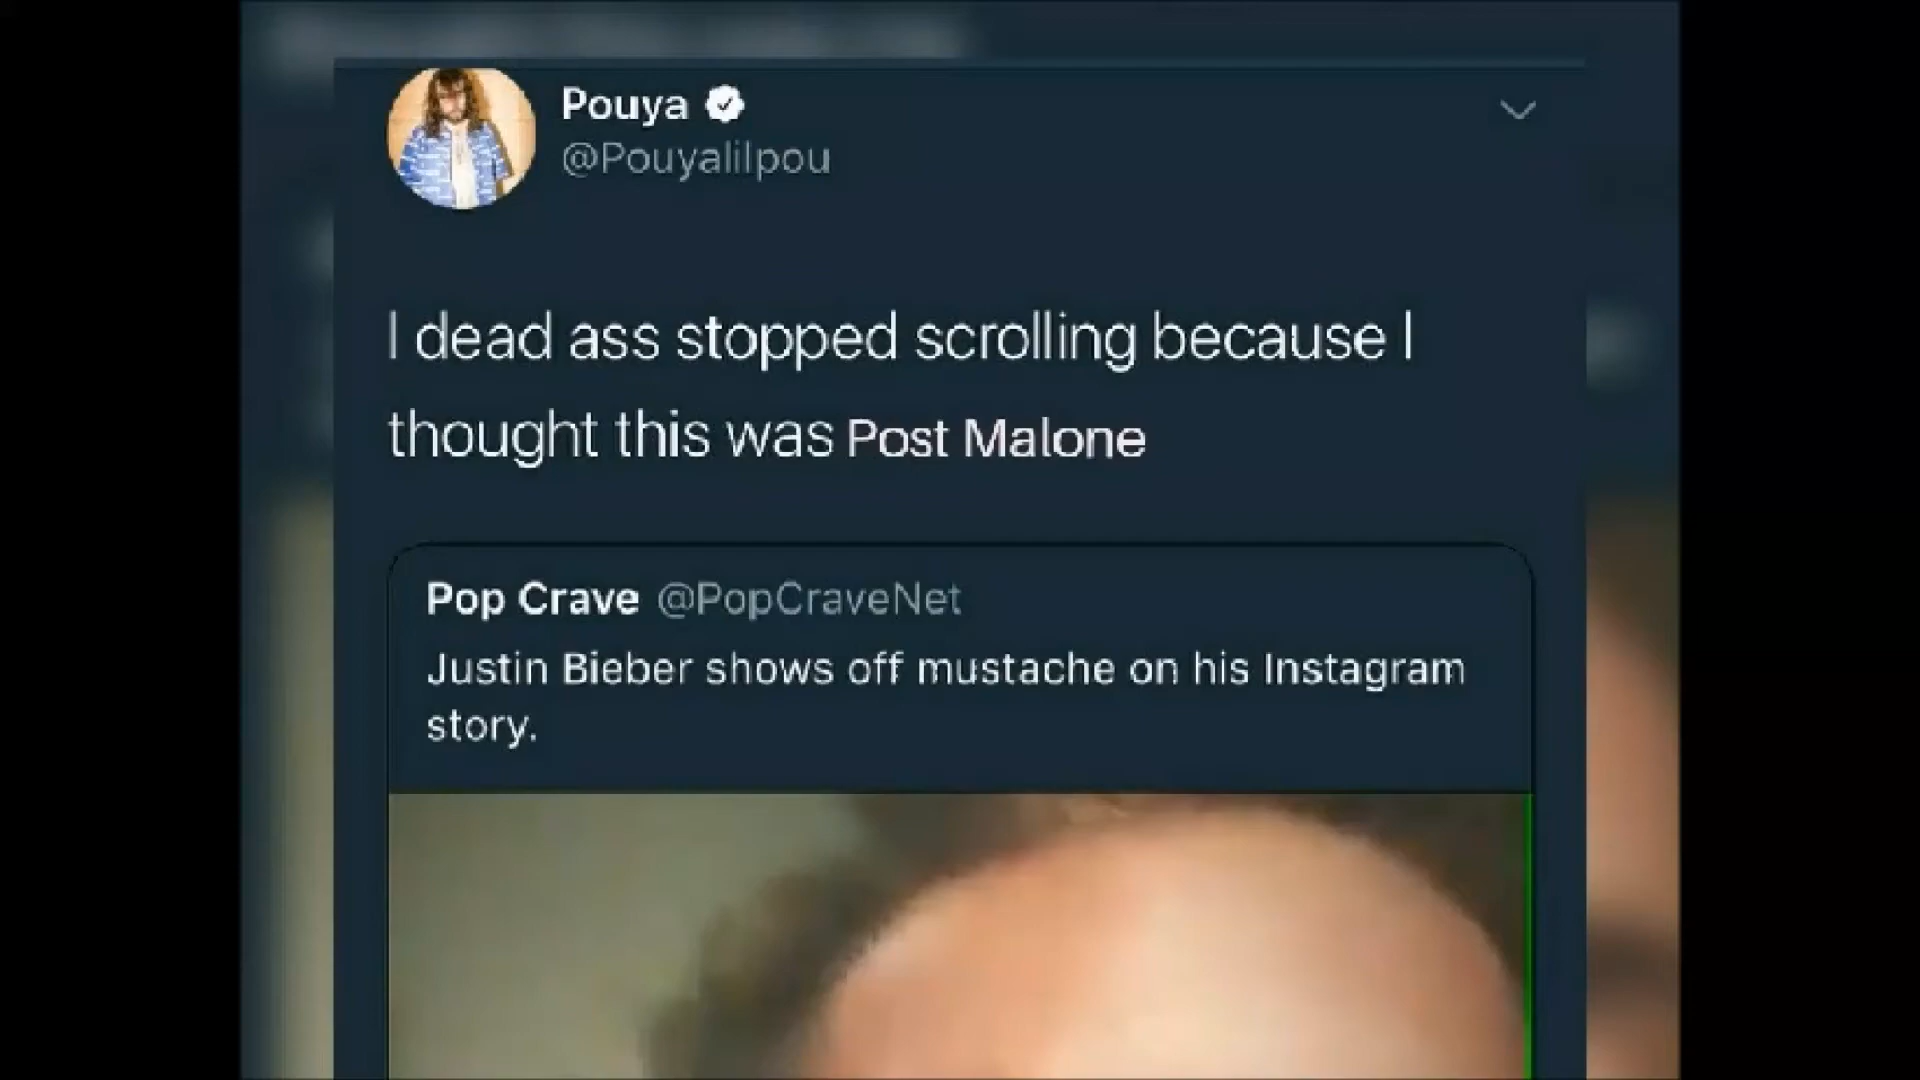 Pouya
@Pouyalilpou
I dead ass stopped scrolling because I
thought this was Post Malone
Pop Crave @PopCraveNet
Justin Bieber shows off mustache on his Instagram
story.